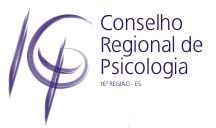 Conselho
Regional de
Psicologia
16ª REGIÃO - ES